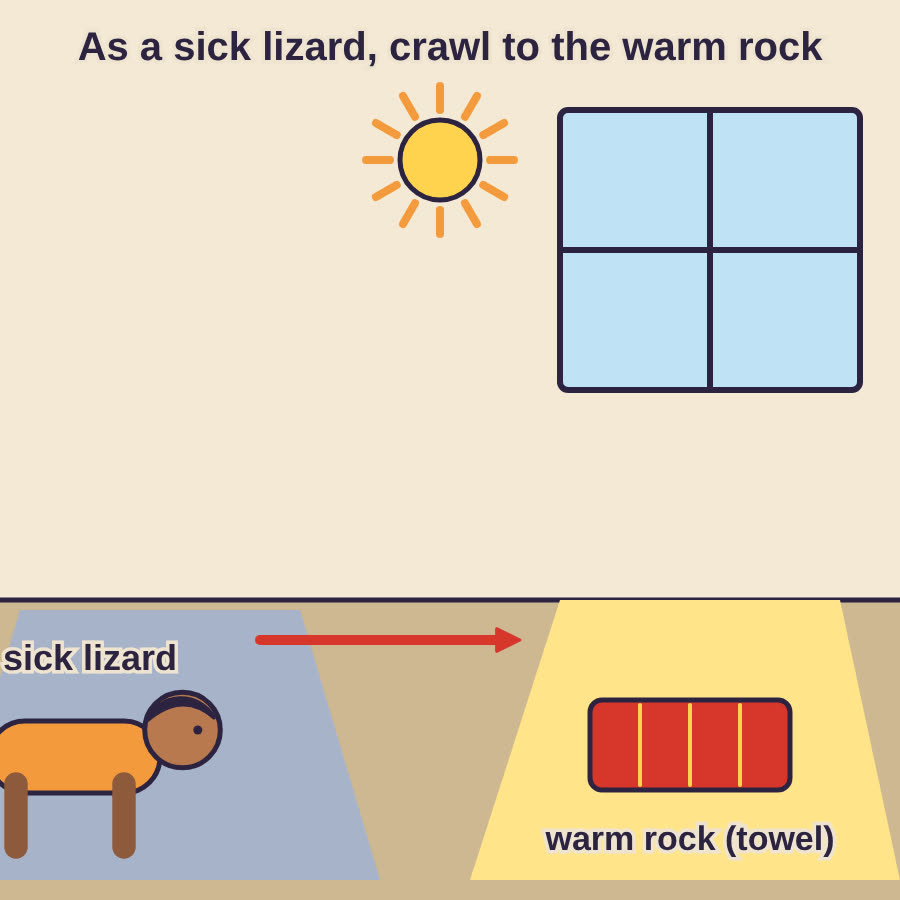 As a sick lizard, crawl to the warm rock
sick lizard
warm rock (towel)